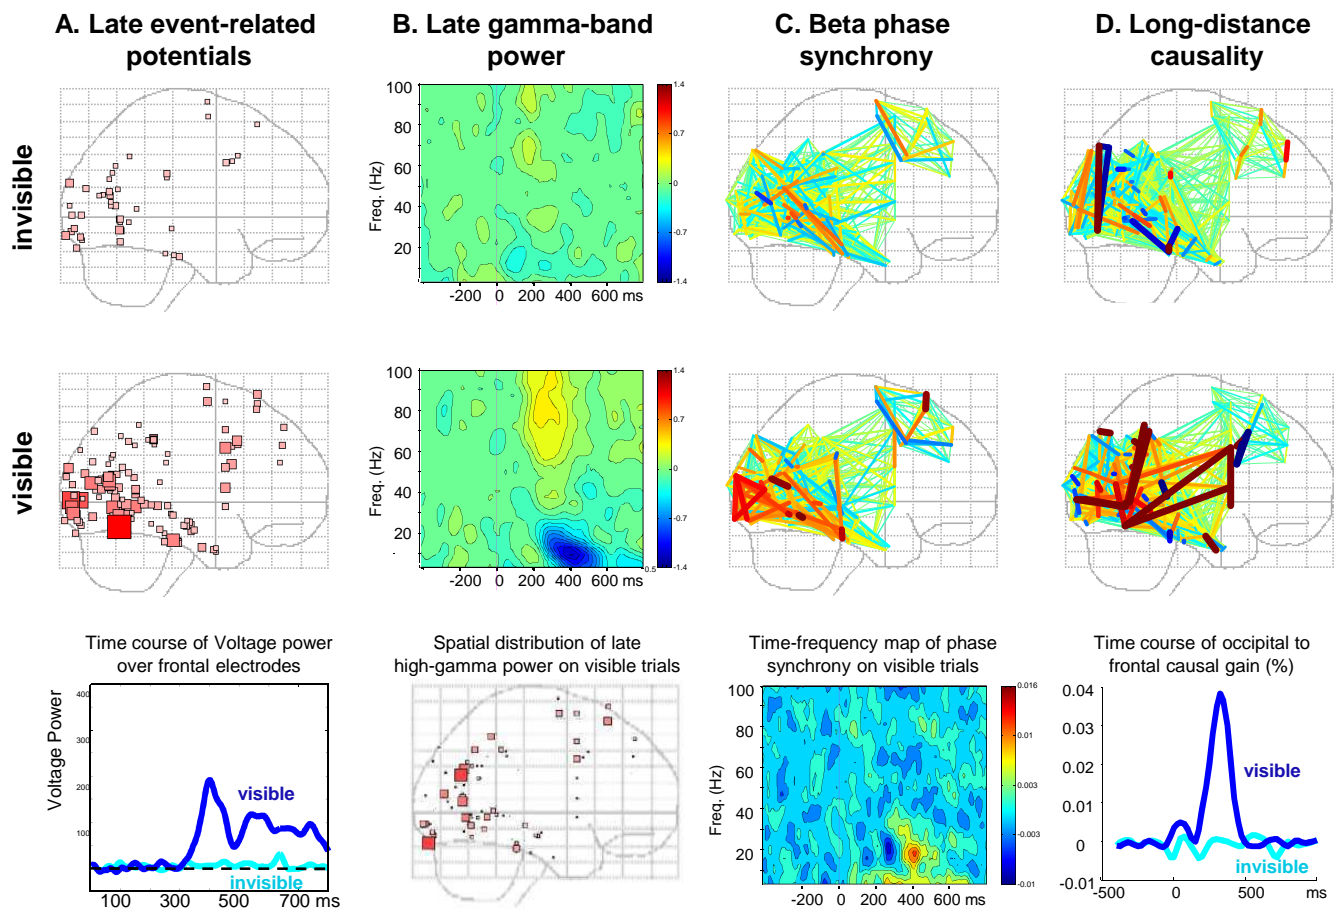 A. Late event-related
potentials
B. Late gamma-band
power
C. Beta phase
synchrony
D. Long-distance
causality
invisible
Freq. (Hz)
100
80
60
40
20
-200 0 200 400 600 ms
1.4
0.7
0
-0.7
-1.4
visible
Freq. (Hz)
100
80
60
40
20
-200 0 200 400 600 ms
1.4
0.7
0
-0.7
0.5
-1.4
Time course of Voltage power
over frontal electrodes
Voltage Power
400
300
200
100
visible
invisible
100 300 500 700 ms
Spatial distribution of late
high-gamma power on visible trials
Time-frequency map of phase
synchrony on visible trials
Freq. (Hz)
100
80
60
40
20
-200 0 200 400 600 ms
0.016
0.01
0.003
-0.003
-0.01
Time course of occipital to
frontal causal gain (%)
0.04
0.03
0.02
0.01
0
-0.01
visible
invisible
-500 0 500 ms